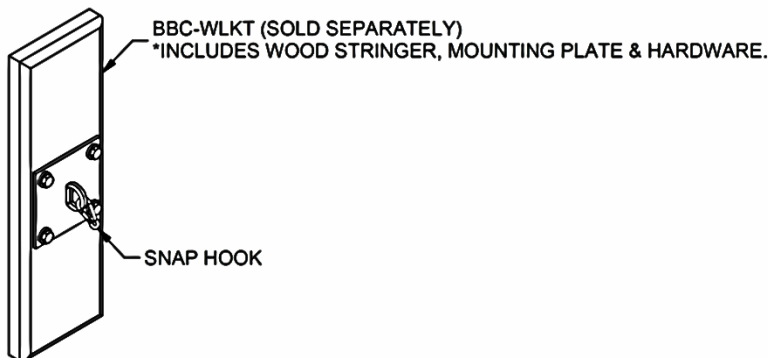 BBC-WLKT (SOLD SEPARATELY)
*INCLUDES WOOD STRINGER, MOUNTING PLATE & HARDWARE.
SNAP HOOK